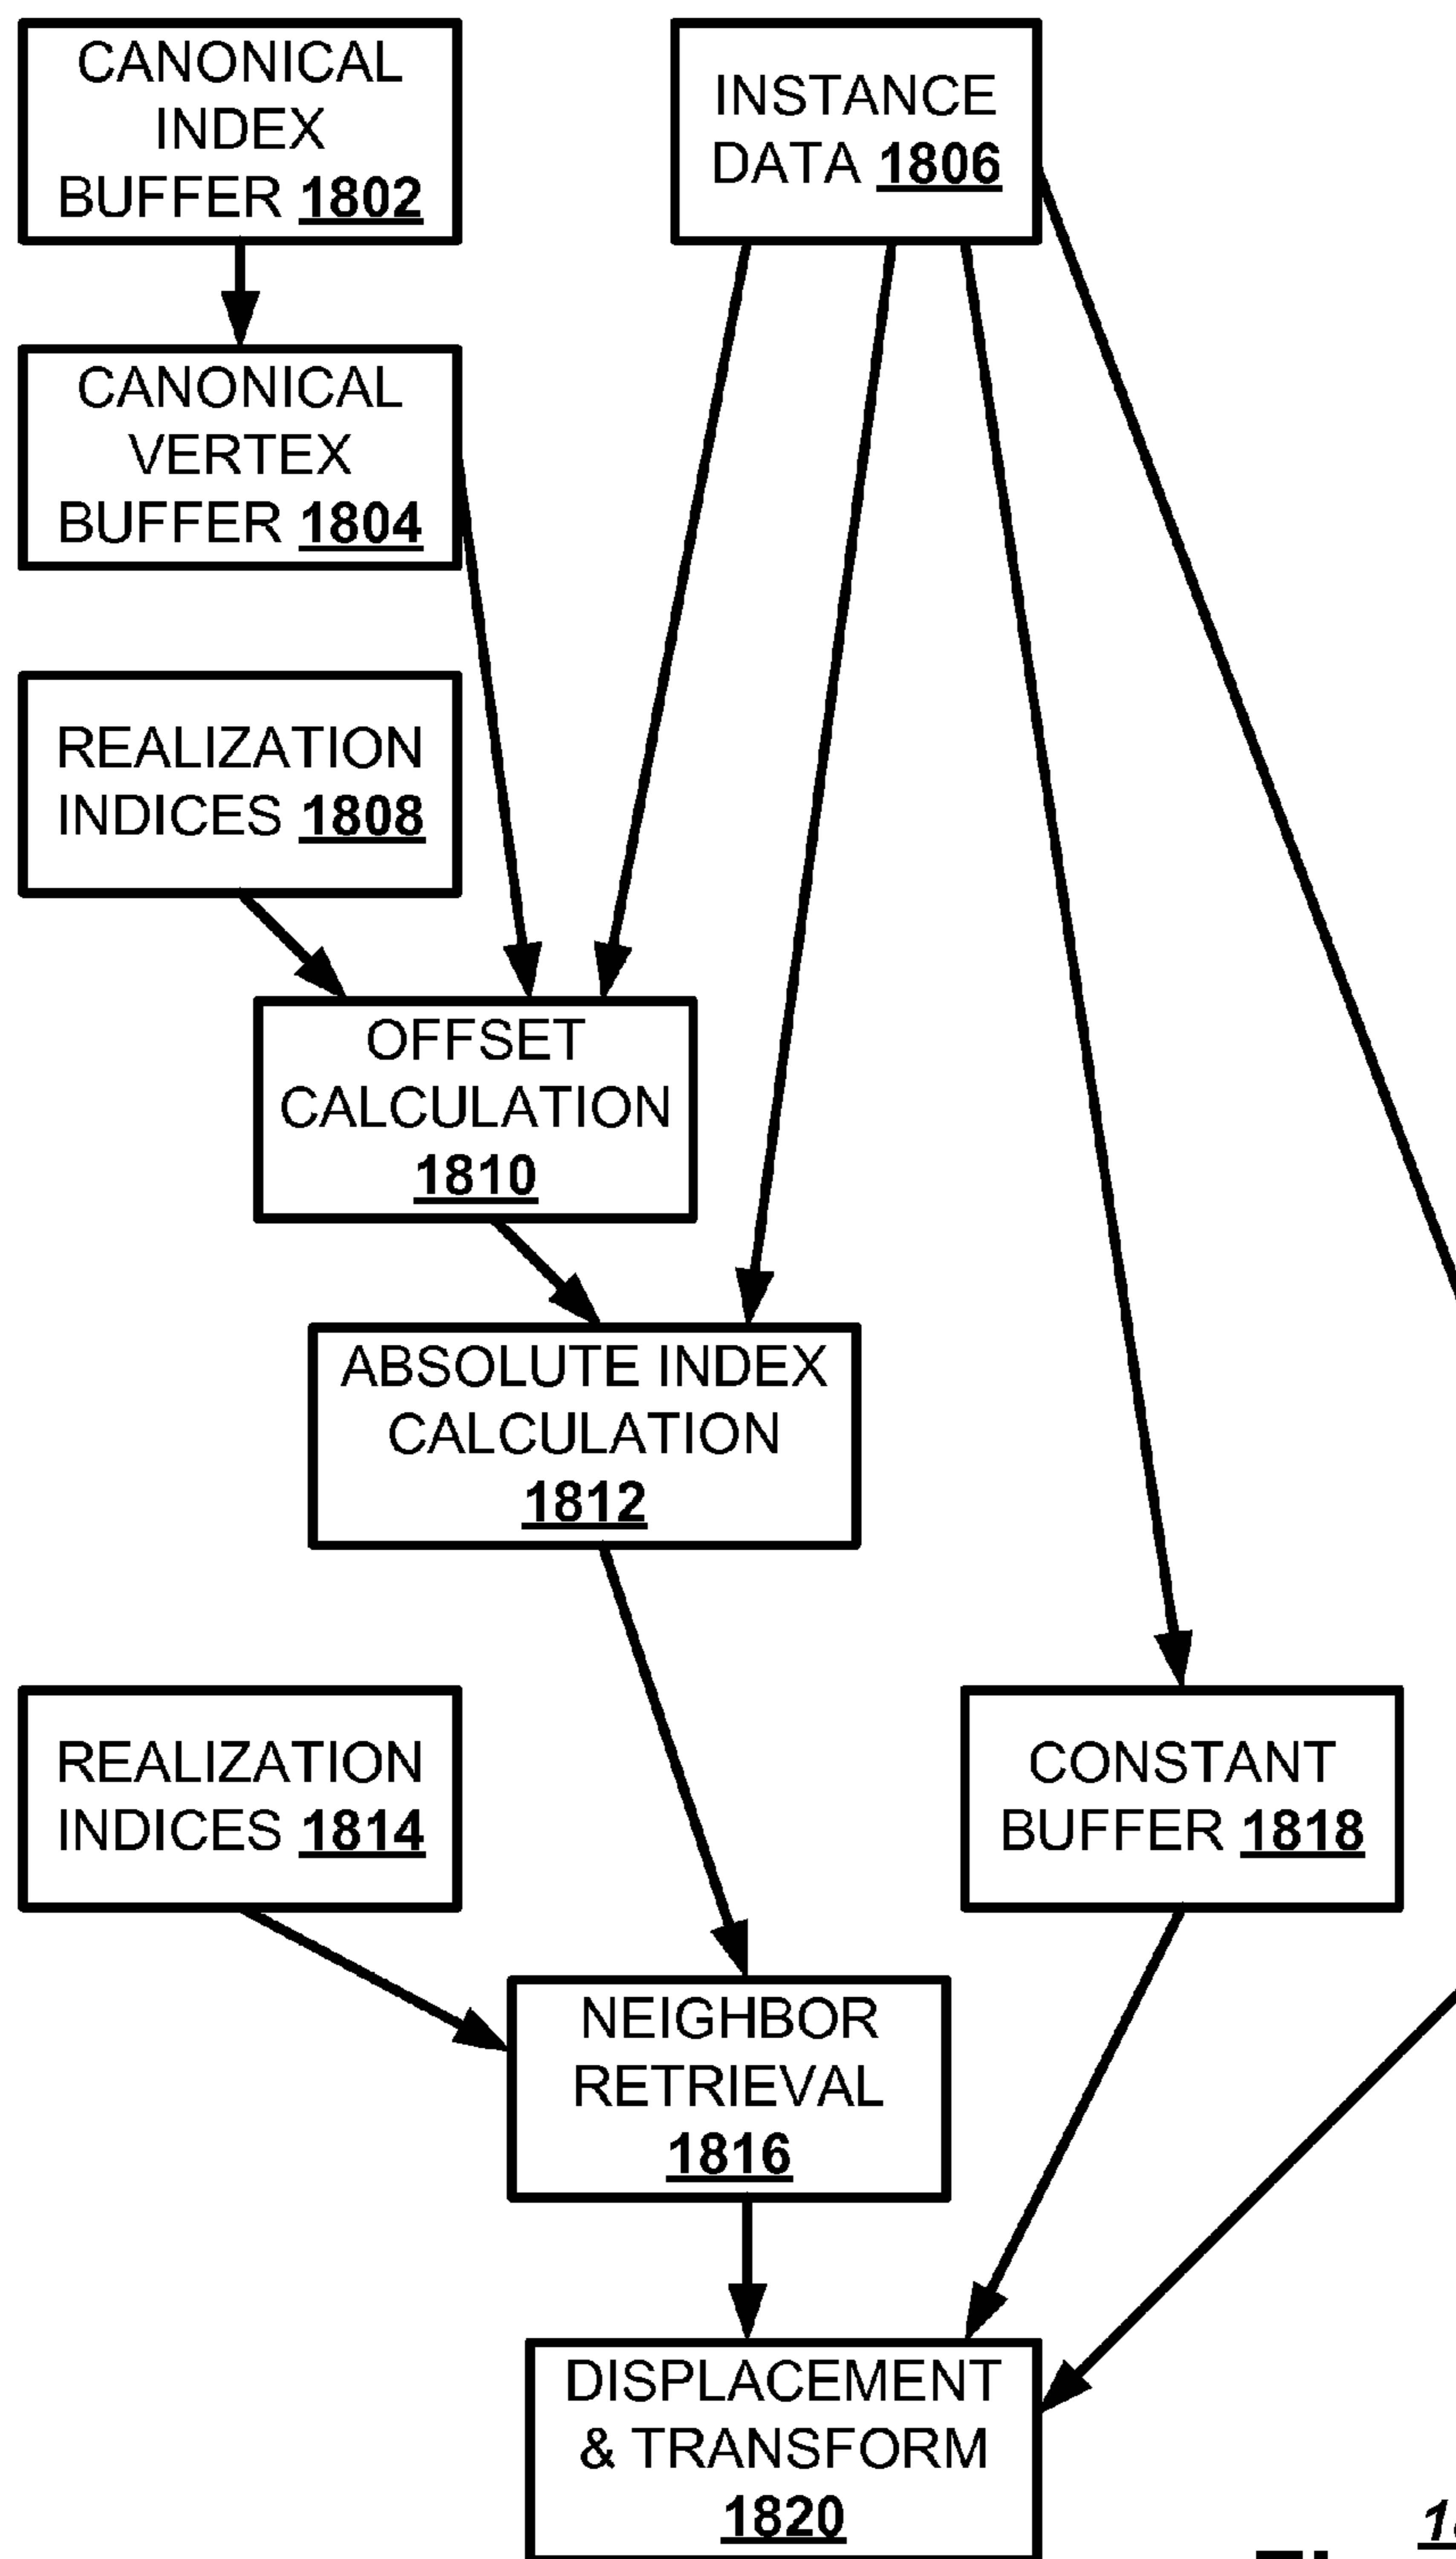 CANONICAL
INDEX
BUFFER 1802
INSTANCE
DATA 1806
CANONICAL
VERTEX
BUFFER 1804
REALIZATION
INDICES 1808
OFFSET
CALCULATION
1810
ABSOLUTE INDEX
CALCULATION
1812
REALIZATION
INDICES 1814
CONSTANT
BUFFER 1818
NEIGHBOR
RETRIEVAL
1816
DISPLACEMENT
& TRANSFORM
1820